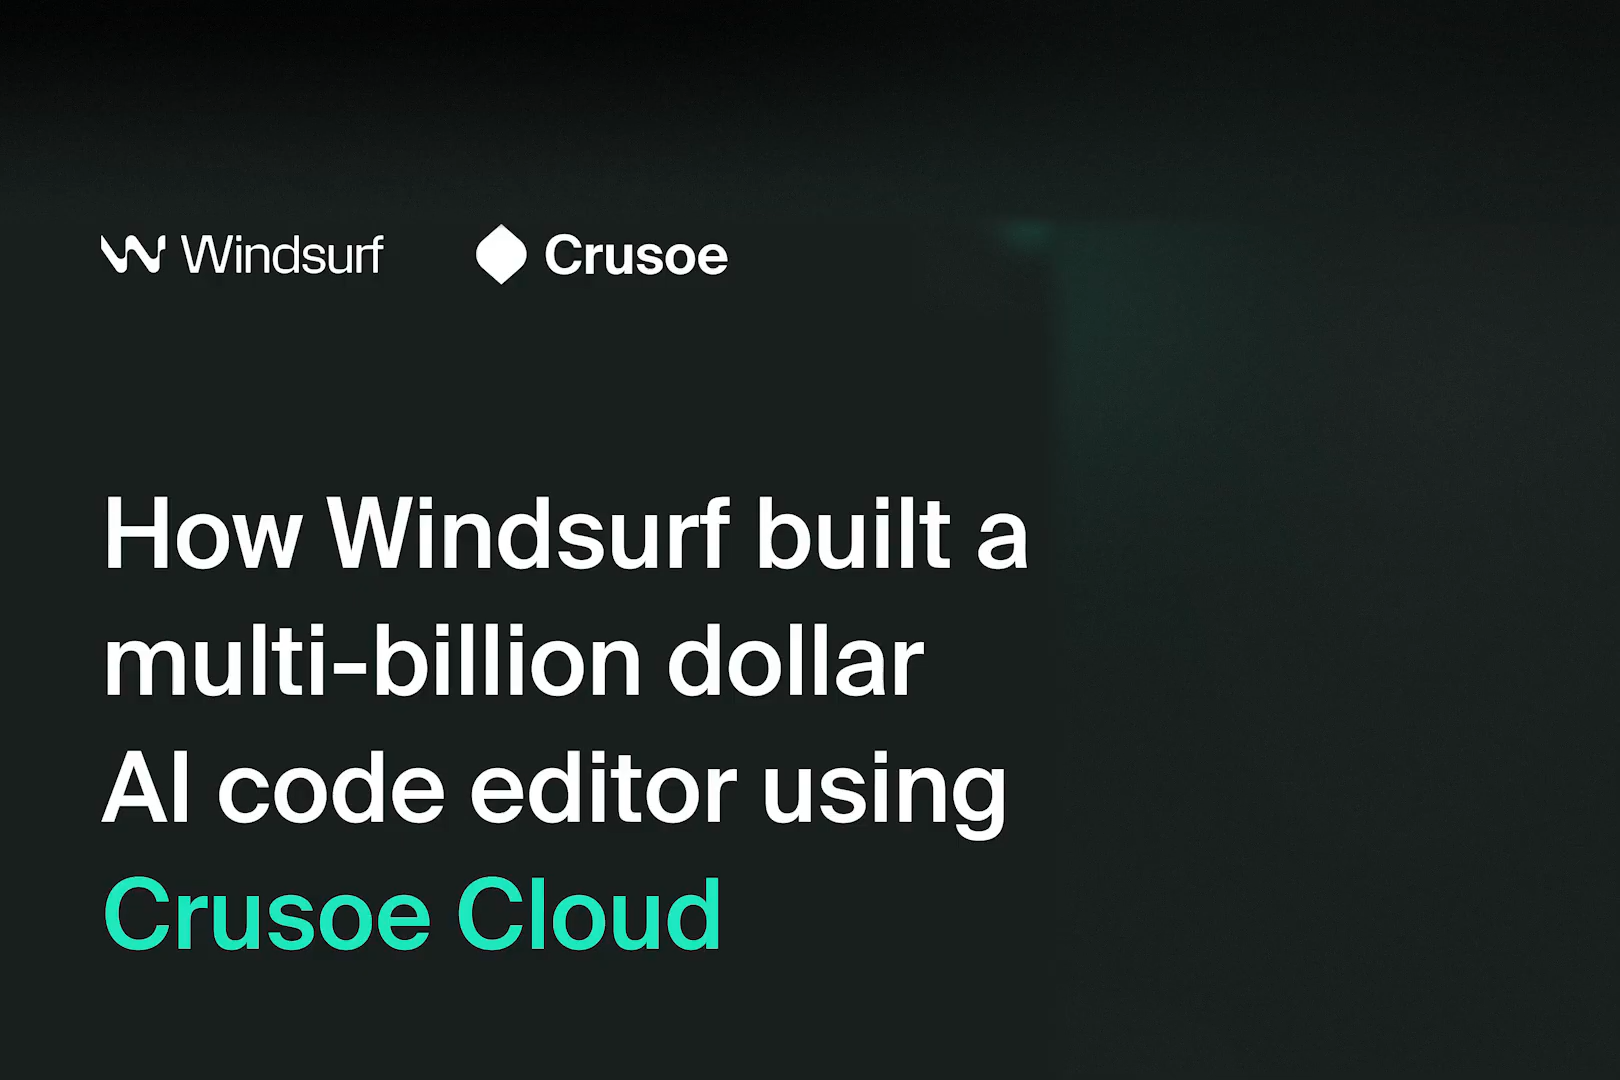 Windsurf Crusoe
How Windsurf built a
multi-billion dollar
AI code editor using
Crusoe Cloud